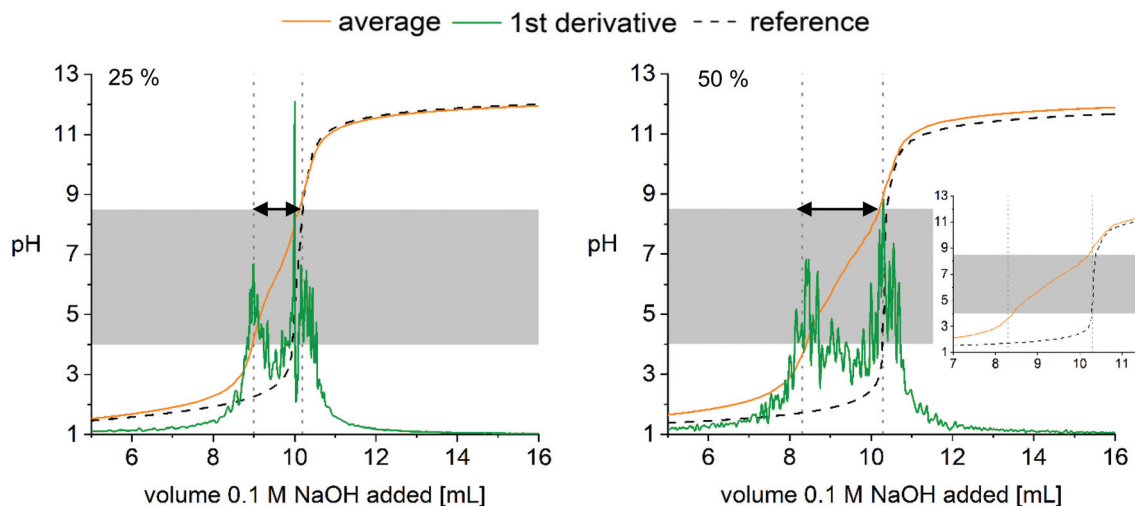 average 1st derivative reference
25 %
13
11
9
7
5
3
1
pH
6 8 10 12 14 16
volume 0.1 M NaOH added [mL]
50 %
13
11
9
7
5
3
1
pH
6 8 10 12 14 16
volume 0.1 M NaOH added [mL]
13
11
9
7
5
3
1
7 8 9 10 11